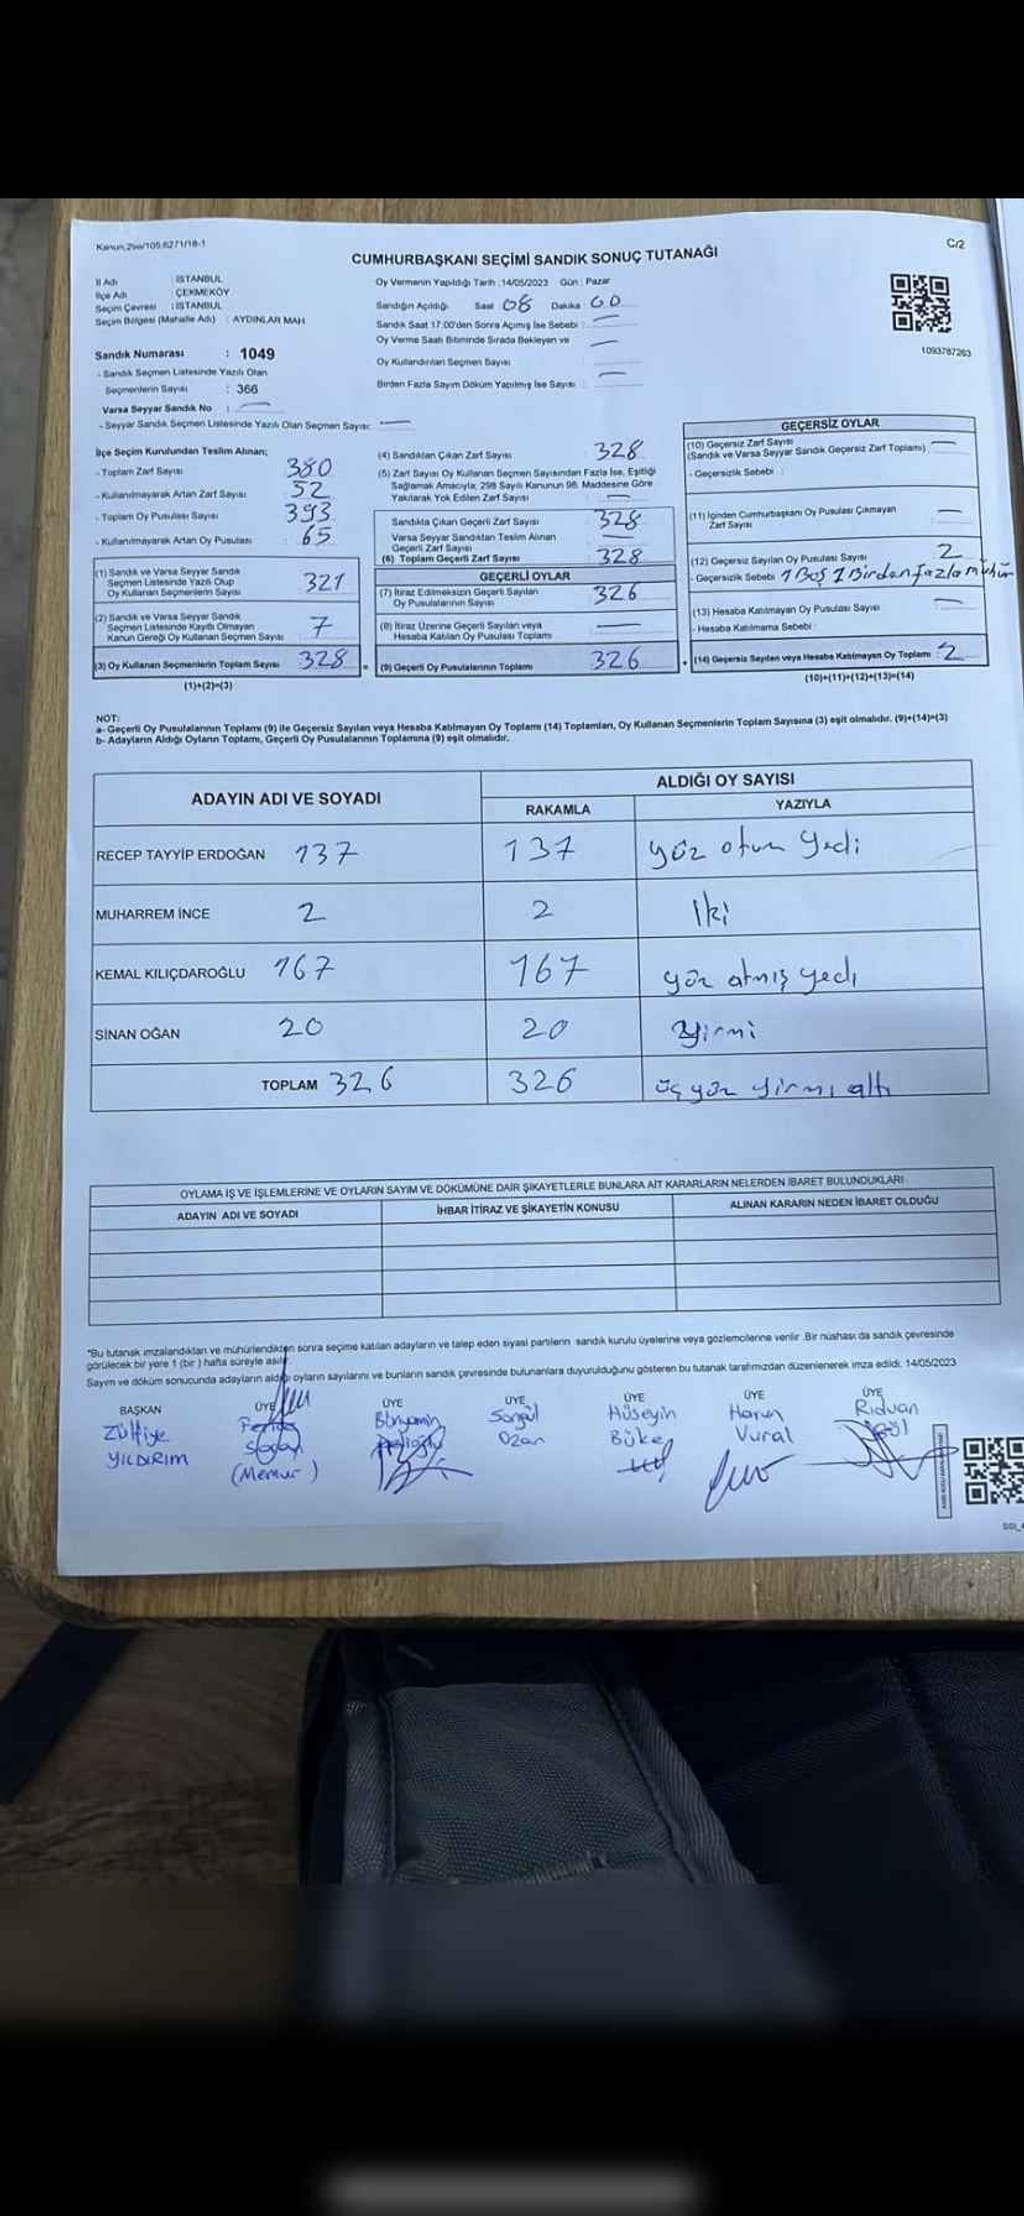 Kanun:298/105.6271/18-1
C/2
CUMHURBAŞKANI SEÇİMİ SANDIK SONUÇ TUTANAĞI
İl Adı : İSTANBUL
İlçe Adı : ÇEKMEKÖY
Seçim Çevresi : İSTANBUL
Seçim Bölgesi (Mahalle Adı) : AYDINLAR MAH.
Sandık Numarası : 1049
- Sandık Seçmen Listesinde Yazılı Olan
Seçmenlerin Sayısı : 366
Varsa Seyyar Sandık No : —
- Seyyar Sandık Seçmen Listesinde Yazılı Olan Seçmen Sayısı: —
Oy Vermenin Yapıldığı Tarih :14/05/2023 Gün : Pazar
Sandığın Açıldığı Saat 08 Dakika : 00
Sandık Saat 17:00'den Sonra Açılmış İse Sebebi : —
Oy Verme Saati Bitiminde Sırada Bekleyen ve —
Oy Kullandırılan Seçmen Sayısı
Birden Fazla Sayım Döküm Yapılmış İse Sayısı : —
1093787263
İlçe Seçim Kurulundan Teslim Alınan;
- Toplam Zarf Sayısı 380
- Kullanılmayarak Artan Zarf Sayısı 52
- Toplam Oy Pusulası Sayısı 393
- Kullanılmayarak Artan Oy Pusulası 65
(1) Sandık ve Varsa Seyyar Sandık
Seçmen Listesinde Yazılı Olup
Oy Kullanan Seçmenlerin Sayısı 321
(2) Sandık ve Varsa Seyyar Sandık
Seçmen Listesinde Kayıtlı Olmayan
Kanun Gereği Oy Kullanan Seçmen Sayısı 7
(3) Oy Kullanan Seçmenlerin Toplam Sayısı 328
(1)+(2)=(3)
(4) Sandıktan Çıkan Zarf Sayısı 328
(5) Zarf Sayısı Oy Kullanan Seçmen Sayısından Fazla İse, Eşitliği
Sağlamak Amacıyla; 298 Sayılı Kanunun 98. Maddesine Göre
Yakılarak Yok Edilen Zarf Sayısı —
Sandıkta Çıkan Geçerli Zarf Sayısı 328
Varsa Seyyar Sandıktan Teslim Alınan
Geçerli Zarf Sayısı —
(6) Toplam Geçerli Zarf Sayısı 328
GEÇERLİ OYLAR
(7) İtiraz Edilmeksizin Geçerli Sayılan
Oy Pusulalarının Sayısı 326
(8) İtiraz Üzerine Geçerli Sayılan veya
Hesaba Katılan Oy Pusulası Toplamı —
= (9) Geçerli Oy Pusulalarının Toplamı 326
GEÇERSİZ OYLAR
(10) Geçersiz Zarf Sayısı —
(Sandık ve Varsa Seyyar Sandık Geçersiz Zarf Toplamı)
- Geçersizlik Sebebi :
(11) İçinden Cumhurbaşkanı Oy Pusulası Çıkmayan
Zarf Sayısı —
(12) Geçersiz Sayılan Oy Pusulası Sayısı 2
- Geçersizlik Sebebi 1 Boş 1 Birden fazla mühür
(13) Hesaba Katılmayan Oy Pusulası Sayısı —
- Hesaba Katılmama Sebebi :
+ (14) Geçersiz Sayılan veya Hesaba Katılmayan Oy Toplamı : 2
(10)+(11)+(12)+(13)=(14)
NOT:
a- Geçerli Oy Pusulalarının Toplamı (9) ile Geçersiz Sayılan veya Hesaba Katılmayan Oy Toplamı (14) Toplamları, Oy Kullanan Seçmenlerin Toplam Sayısına (3) eşit olmalıdır. (9)+(14)=(3)
b- Adayların Aldığı Oyların Toplamı, Geçerli Oy Pusulalarının Toplamına (9) eşit olmalıdır.
ADAYIN ADI VE SOYADI
ALDIĞI OY SAYISI
RAKAMLA YAZIYLA
RECEP TAYYİP ERDOĞAN 137 137 yüz otuz yedi
MUHARREM İNCE 2 2 iki
KEMAL KILIÇDAROĞLU 167 167 yüz atmış yedi
SİNAN OĞAN 20 20 yirmi
TOPLAM 326 326 üç yüz yirmi altı
OYLAMA İŞ VE İŞLEMLERİNE VE OYLARIN SAYIM VE DÖKÜMÜNE DAİR ŞİKAYETLERLE BUNLARA AİT KARARLARIN NELERDEN İBARET BULUNDUKLARI
ADAYIN ADI VE SOYADI İHBAR İTİRAZ VE ŞİKAYETİN KONUSU ALINAN KARARIN NEDEN İBARET OLDUĞU
*Bu tutanak imzalandıktan ve mühürlendikten sonra seçime katılan adayların ve talep eden siyasi partilerin sandık kurulu üyelerine veya gözlemcilerine verilir. Bir nüshası da sandık çevresinde
görülecek bir yere 1 (bir ) hafta süreyle asılır.
Sayım ve döküm sonucunda adayların aldığı oyların sayılarını ve bunların sandık çevresinde bulunanlara duyurulduğunu gösteren bu tutanak tarafımızdan düzenlenerek imza edildi. 14/05/2023
BAŞKAN ÜYE ÜYE ÜYE ÜYE ÜYE ÜYE
Zülfiye Bünyamin Songül Hüseyin Harun Rıdvan
YILDIRIM Ozan Büke Vural
(Memur)